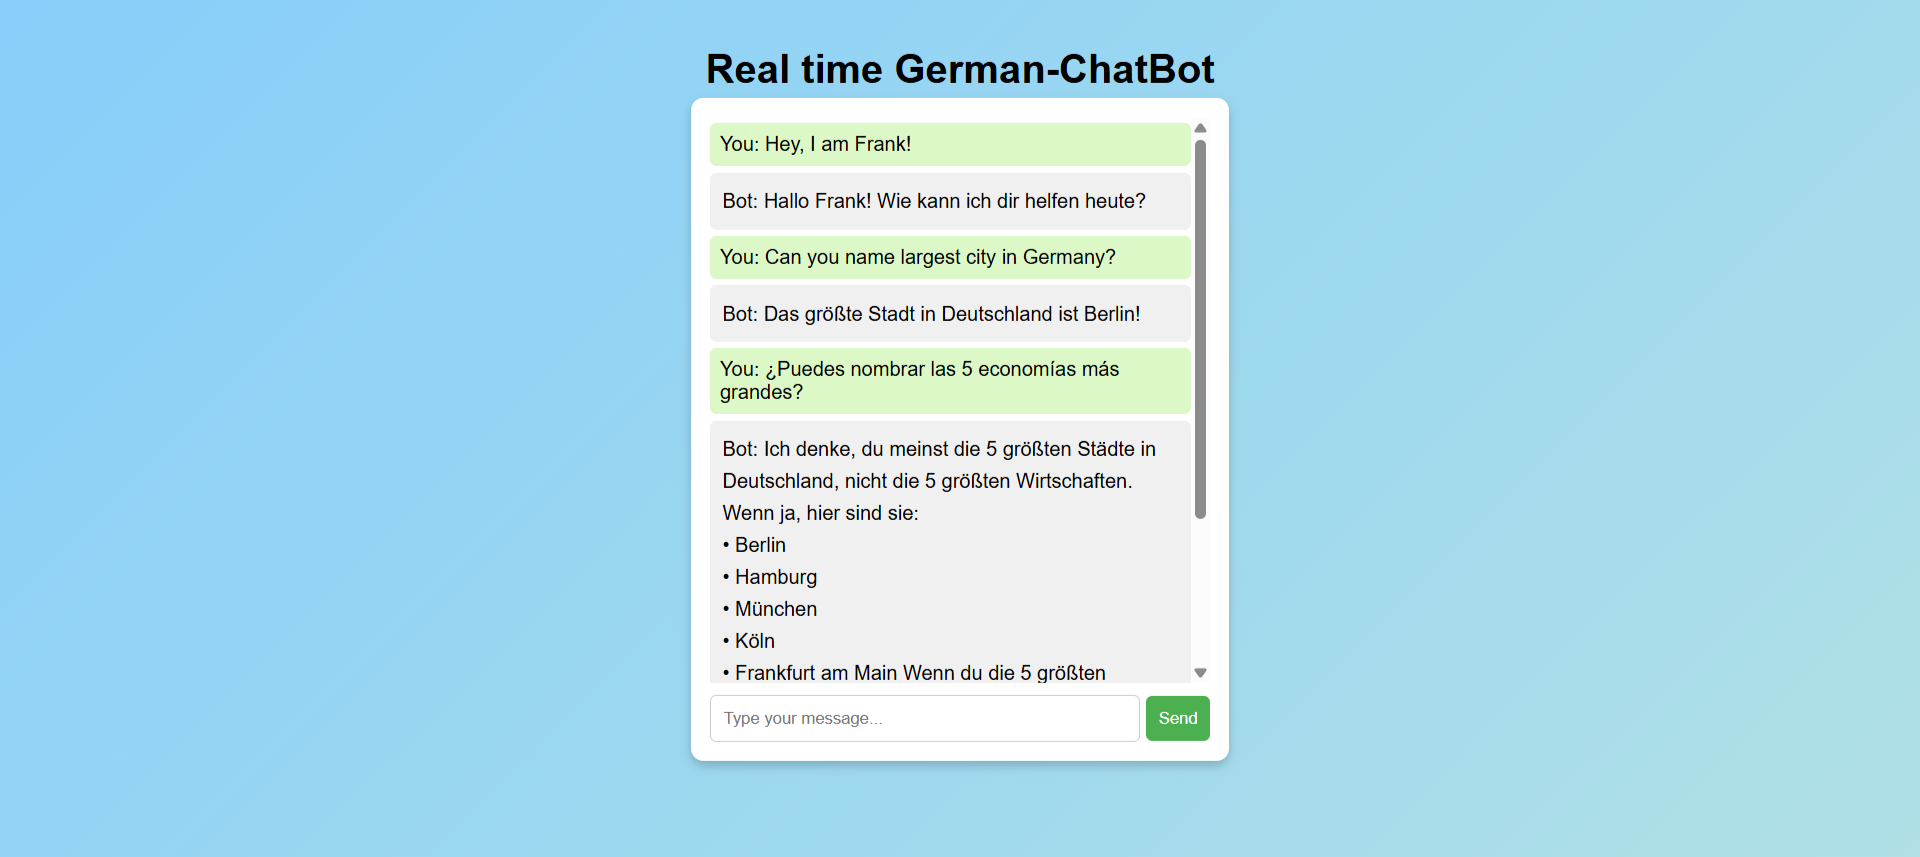 Real time German-ChatBot
You: Hey, I am Frank!
Bot: Hallo Frank! Wie kann ich dir helfen heute?
You: Can you name largest city in Germany?
Bot: Das größte Stadt in Deutschland ist Berlin!
You: ¿Puedes nombrar las 5 economías más
grandes?
Bot: Ich denke, du meinst die 5 größten Städte in
Deutschland, nicht die 5 größten Wirtschaften.
Wenn ja, hier sind sie:
• Berlin
• Hamburg
• München
• Köln
• Frankfurt am Main Wenn du die 5 größten
Type your message...
Send